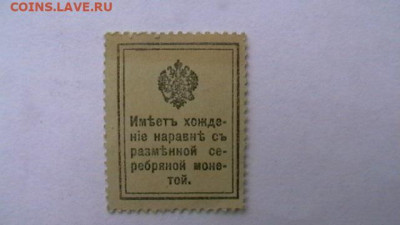 COINS.LAVE.RU
Имѣетъ хожде-
ніе наравнѣ съ
размѣнной се-
ребряной моне-
той.